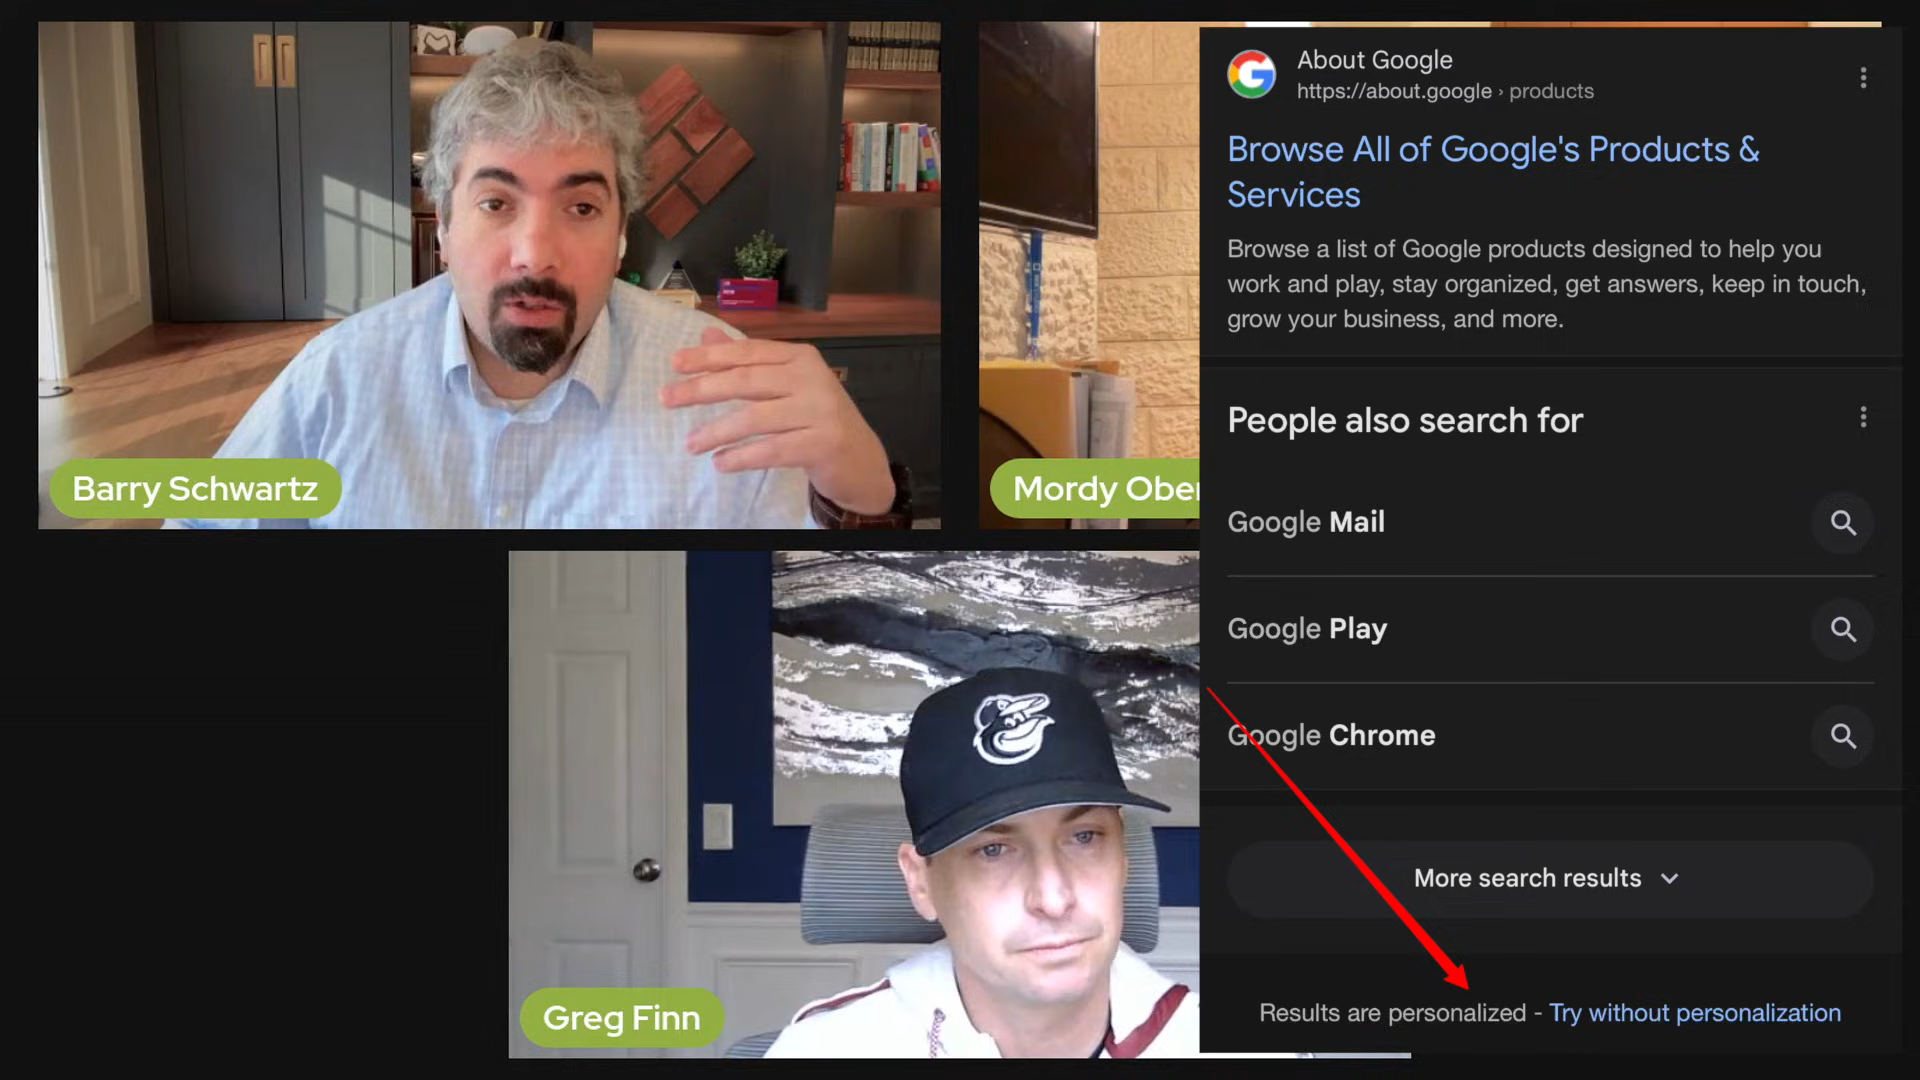 Barry Schwartz
Mordy Ober
Greg Finn
About Google
https://about.google › products
Browse All of Google's Products &
Services
Browse a list of Google products designed to help you
work and play, stay organized, get answers, keep in touch,
grow your business, and more.
People also search for
Google Mail
Google Play
Google Chrome
More search results
Results are personalized - Try without personalization